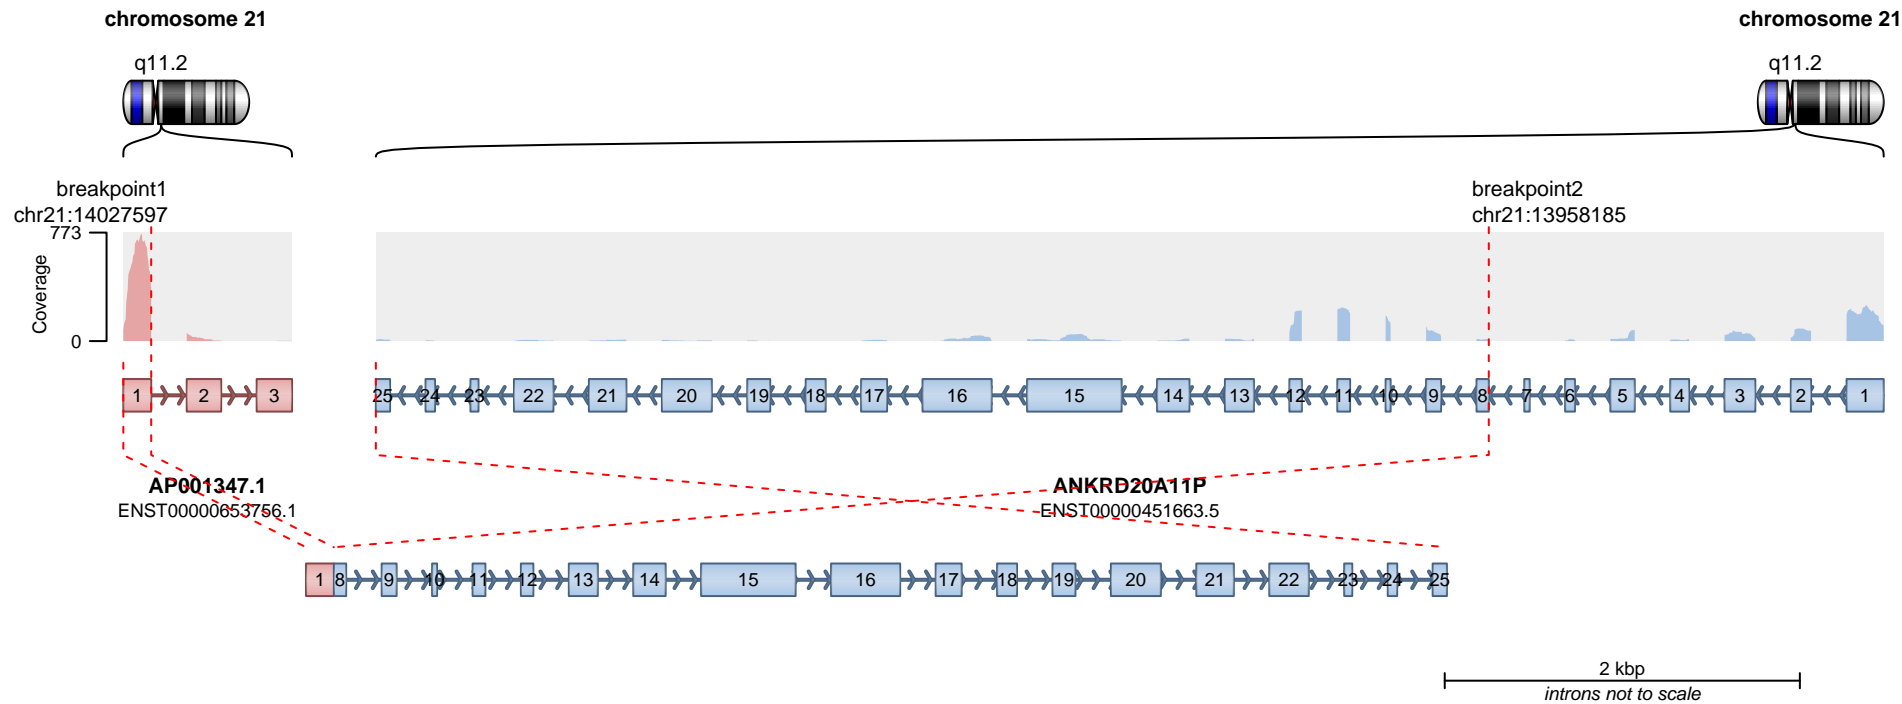 chromosome 21
chromosome 21
q11.2
q11.2
breakpoint1
chr21:14027597
breakpoint2
chr21:13958185
773
Coverage
0
1 2 3
25 24 23 22 21 20 19 18 17 16 15 14 13 12 11 10 9 8 7 6 5 4 3 2 1
AP001347.1
ENST00000653756.1
ANKRD20A11P
ENST00000451663.5
1 8 9 10 11 12 13 14 15 16 17 18 19 20 21 22 23 24 25
2 kbp
introns not to scale